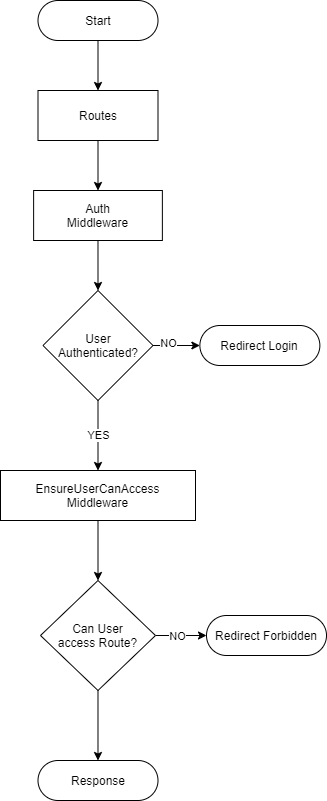 Start
Routes
Auth
Middleware
User
Authenticated?
NO
Redirect Login
YES
EnsureUserCanAccess
Middleware
Can User
access Route?
NO
Redirect Forbidden
Response